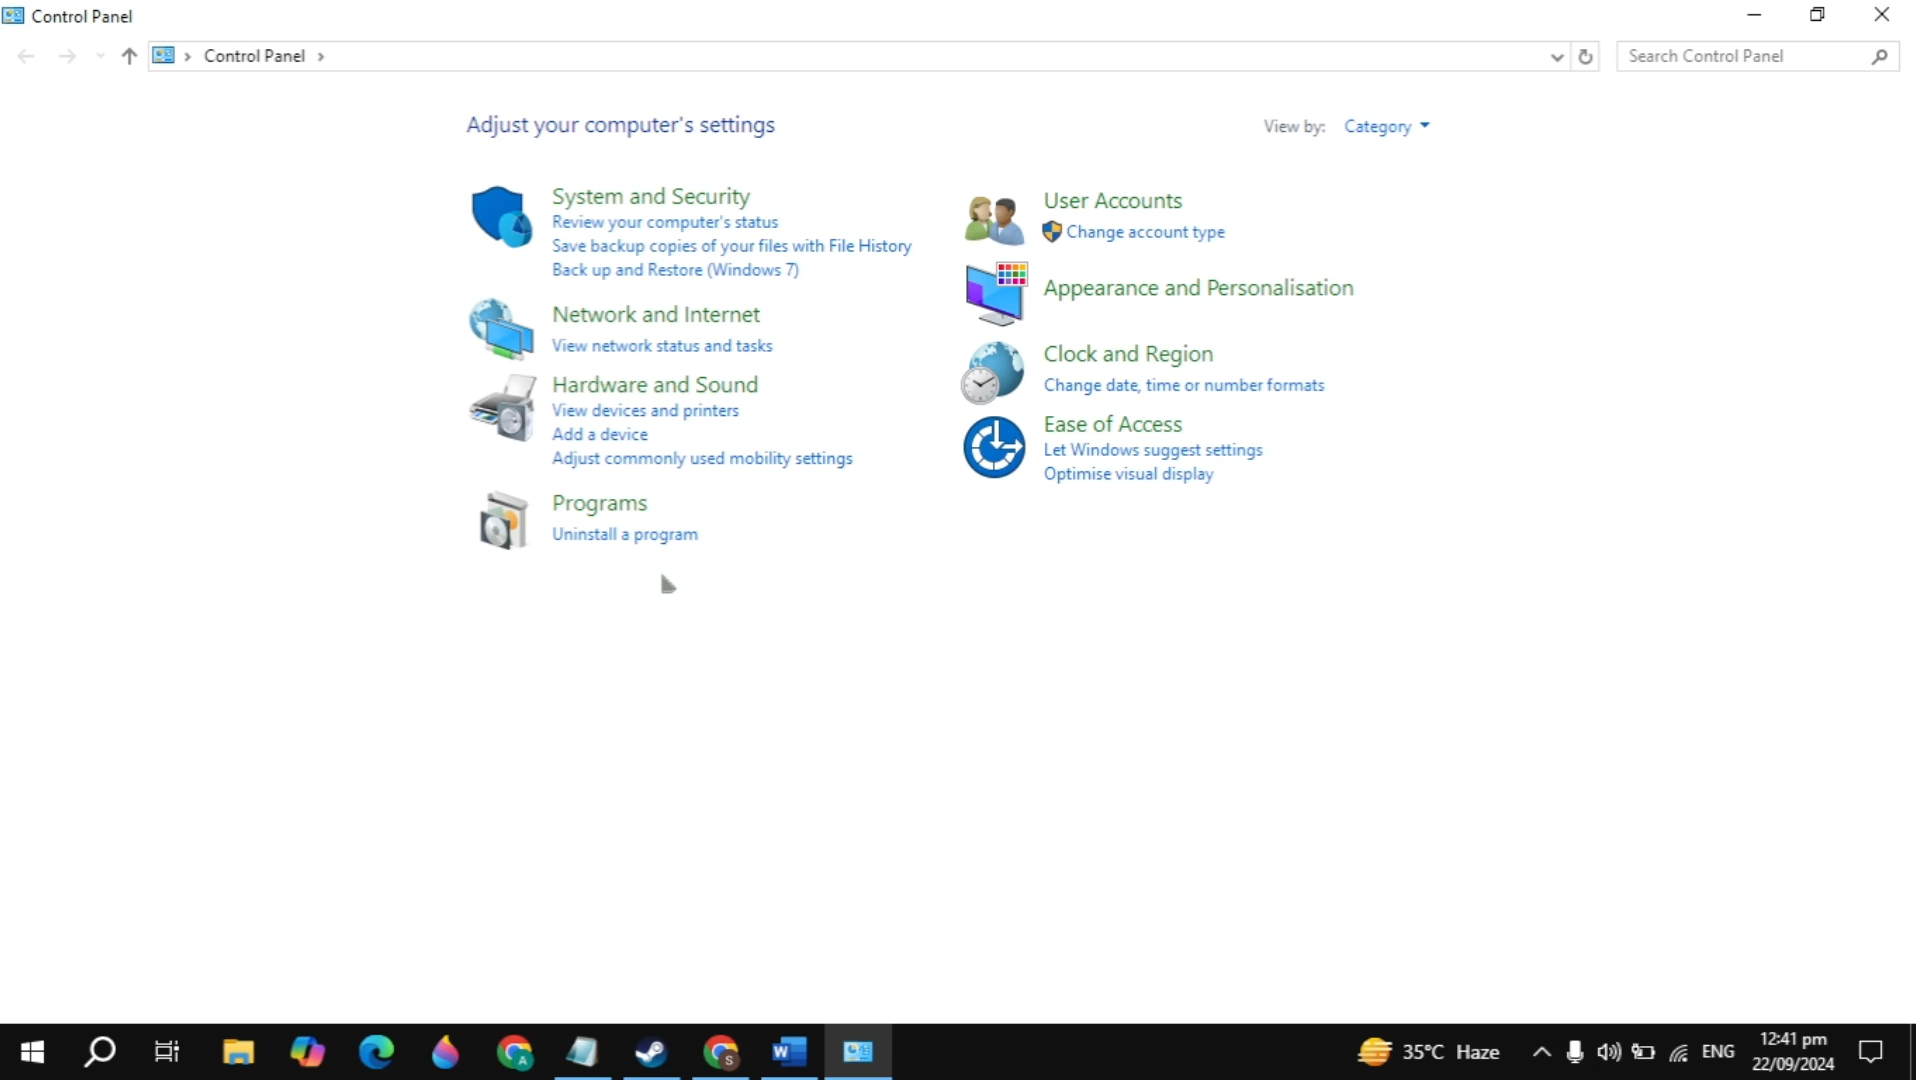 Control Panel
Control Panel
Search Control Panel
Adjust your computer's settings
View by: Category
System and Security
Review your computer's status
Save backup copies of your files with File History
Back up and Restore (Windows 7)
Network and Internet
View network status and tasks
Hardware and Sound
View devices and printers
Add a device
Adjust commonly used mobility settings
Programs
Uninstall a program
User Accounts
Change account type
Appearance and Personalisation
Clock and Region
Change date, time or number formats
Ease of Access
Let Windows suggest settings
Optimise visual display
A
S
W
35°C Haze
ENG
12:41 pm
22/09/2024